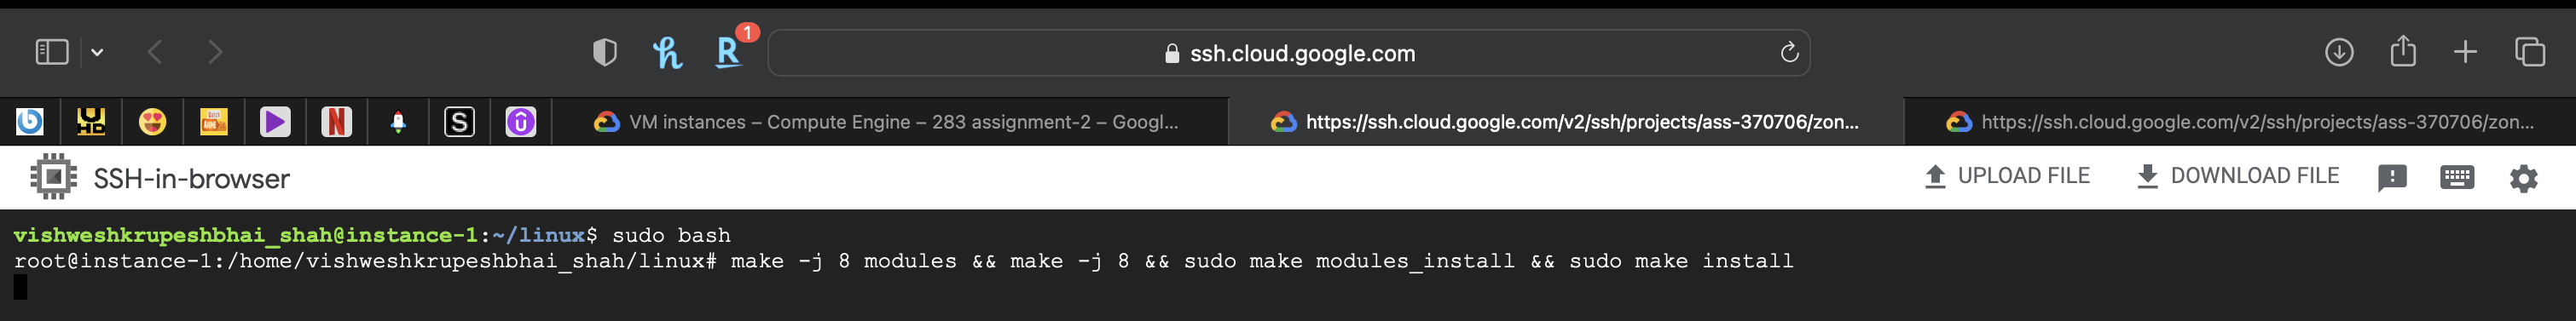 1
ssh.cloud.google.com
VM instances – Compute Engine – 283 assignment-2 – Googl...
https://ssh.cloud.google.com/v2/ssh/projects/ass-370706/zon...
https://ssh.cloud.google.com/v2/ssh/projects/ass-370706/zon...
SSH-in-browser
UPLOAD FILE
DOWNLOAD FILE
vishweshkrupeshbhai_shah@instance-1:~/linux$ sudo bash
root@instance-1:/home/vishweshkrupeshbhai_shah/linux# make -j 8 modules && make -j 8 && sudo make modules_install && sudo make install